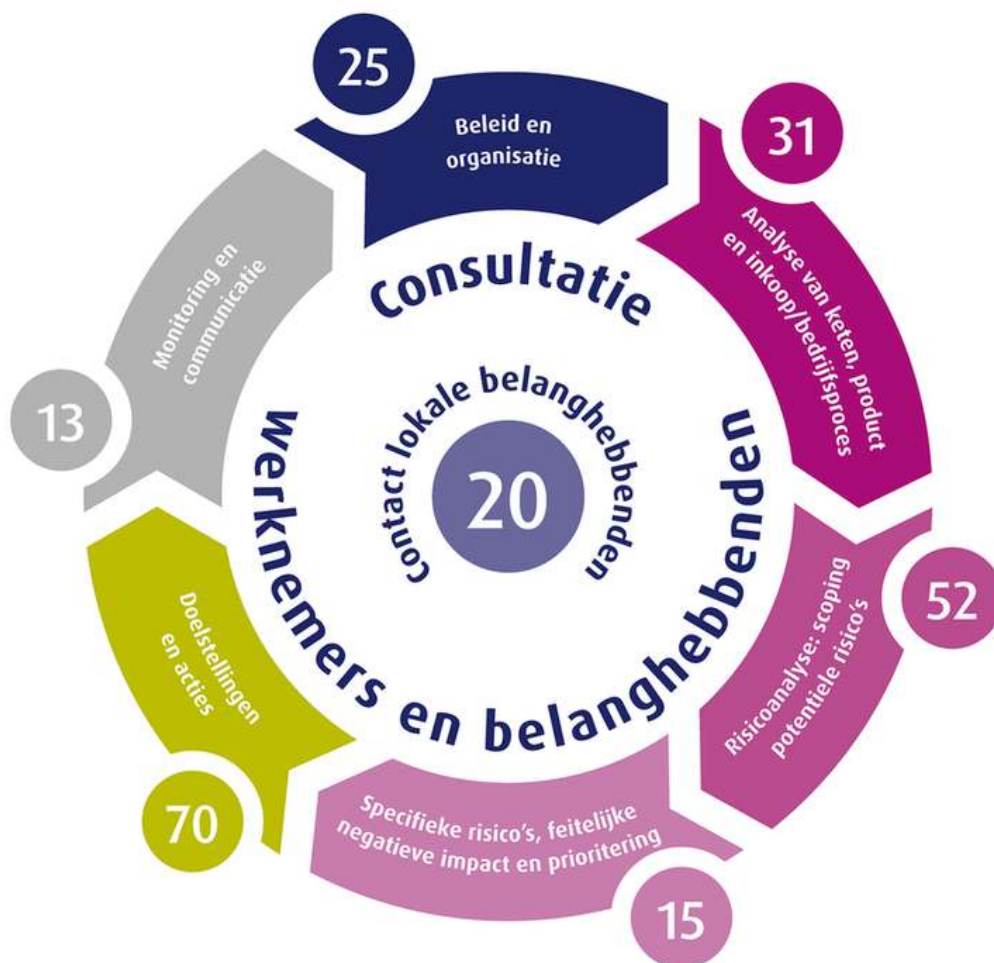 25
Beleid en
organisatie
31
Analyse van keten, product
en inkoop/bedrijfsproces
52
Risicoanalyse: scoping
potentiele risico's
15
Specifieke risico's, feitelijke
negatieve impact en prioritering
70
Doelstellingen
en acties
13
Monitoring en
communicatie
Consultatie
werknemers en belanghebbenden
Contact lokale belanghebbenden
20